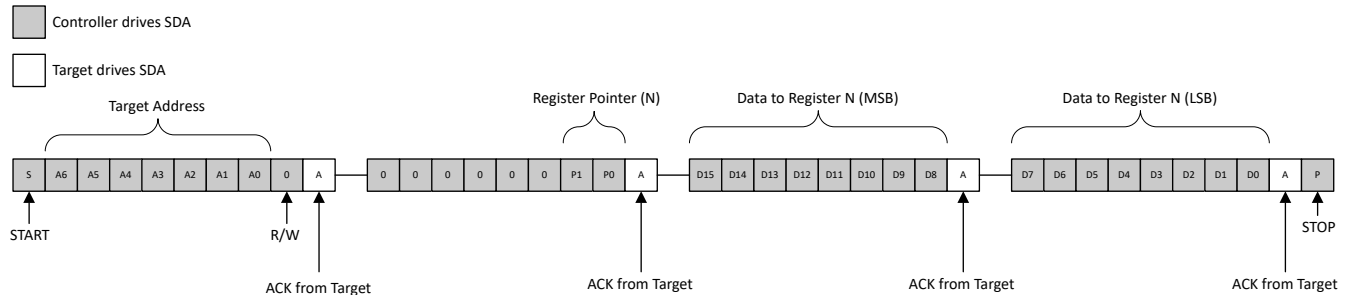 Controller drives SDA
Target drives SDA
Target Address
Register Pointer (N)
Data to Register N (MSB)
Data to Register N (LSB)
S A6 A5 A4 A3 A2 A1 A0 0 A 0 0 0 0 0 0 P1 P0 A D15 D14 D13 D12 D11 D10 D9 D8 A D7 D6 D5 D4 D3 D2 D1 D0 A P
START
R/W
STOP
ACK from Target
ACK from Target
ACK from Target
ACK from Target